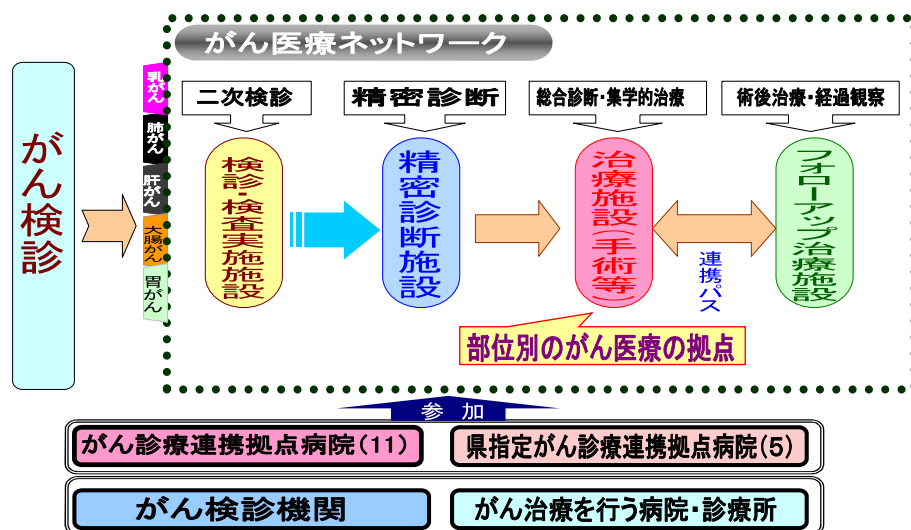 がん医療ネットワーク
がん検診
乳がん
肺がん
肝がん
大腸がん
胃がん
二次検診
精密診断
総合診断・集学的治療
術後治療・経過観察
検診・検査実施施設
精密診断施設
治療施設(手術等)
連携パス
フォローアップ治療施設
部位別のがん医療の拠点
参 加
がん診療連携拠点病院(11)
県指定がん診療連携拠点病院(5)
がん検診機関
がん治療を行う病院・診療所